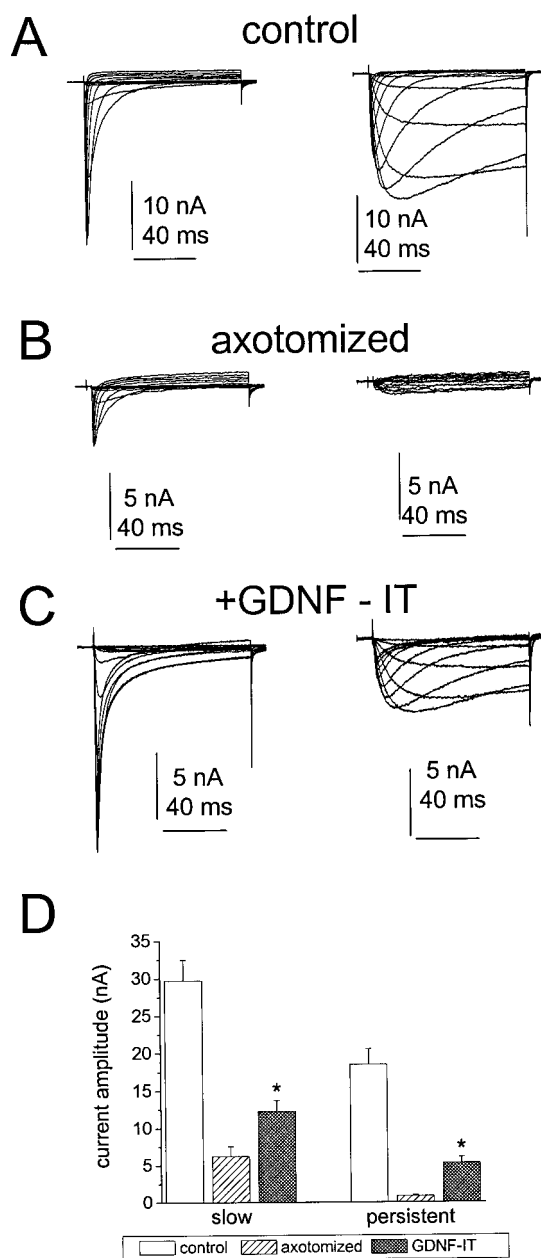 A
control
10 nA
40 ms
10 nA
40 ms
B
axotomized
5 nA
40 ms
5 nA
40 ms
C
+GDNF - IT
5 nA
40 ms
5 nA
40 ms
D
current amplitude (nA)
35
30
25
20
15
10
5
0
*
*
slow
persistent
control
axotomized
GDNF-IT